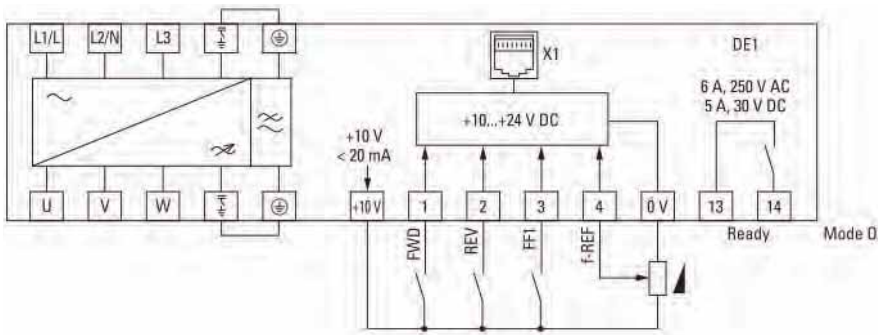 L1/L L2/N L3
X1
DE1
6 A, 250 V AC
5 A, 30 V DC
+10...+24 V DC
+10 V
< 20 mA
U V W +10 V 1 2 3 4 0 V 13 14
FWD
REV
FF1
f-REF
Ready
Mode 0